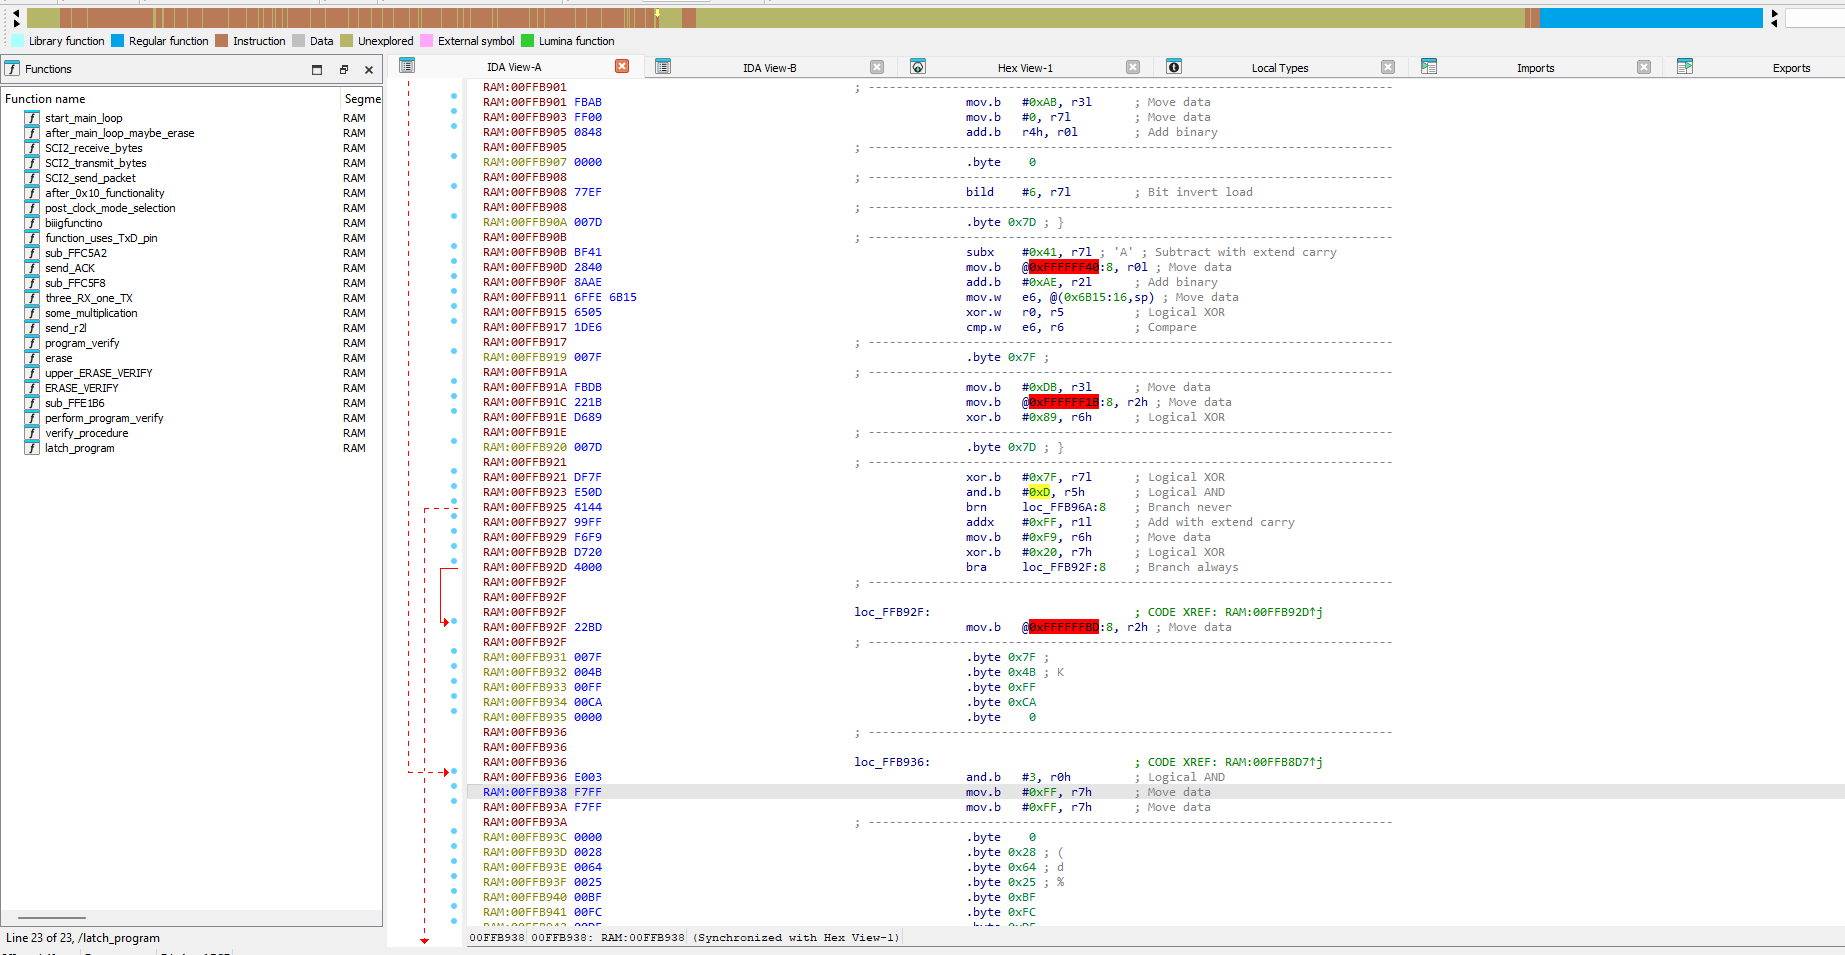 Library function Regular function Instruction Data Unexplored External symbol Lumina function
Functions
Function name Segme
start_main_loop RAM
after_main_loop_maybe_erase RAM
SCI2_receive_bytes RAM
SCI2_transmit_bytes RAM
SCI2_send_packet RAM
after_0x10_functionality RAM
post_clock_mode_selection RAM
biiigfunctino RAM
function_uses_TxD_pin RAM
sub_FFC5A2 RAM
send_ACK RAM
sub_FFC5F8 RAM
three_RX_one_TX RAM
some_multiplication RAM
send_r2l RAM
program_verify RAM
erase RAM
upper_ERASE_VERIFY RAM
ERASE_VERIFY RAM
sub_FFE1B6 RAM
perform_program_verify RAM
verify_procedure RAM
latch_program RAM
Line 23 of 23, /latch_program
IDA View-A IDA View-B Hex View-1 Local Types Imports Exports
RAM:00FFB901 ; ---------------------------------------------------------------------------
RAM:00FFB901 FBAB mov.b #0xAB, r3l ; Move data
RAM:00FFB903 FF00 mov.b #0, r7l ; Move data
RAM:00FFB905 0848 add.b r4h, r0l ; Add binary
RAM:00FFB905 ; ---------------------------------------------------------------------------
RAM:00FFB907 0000 .byte 0
RAM:00FFB908 ; ---------------------------------------------------------------------------
RAM:00FFB908 77EF bild #6, r7l ; Bit invert load
RAM:00FFB908 ; ---------------------------------------------------------------------------
RAM:00FFB90A 007D .byte 0x7D ; }
RAM:00FFB90B ; ---------------------------------------------------------------------------
RAM:00FFB90B BF41 subx #0x41, r7l ; 'A' ; Subtract with extend carry
RAM:00FFB90D 2840 mov.b @0xFFFFFF40:8, r0l ; Move data
RAM:00FFB90F 8AAE add.b #0xAE, r2l ; Add binary
RAM:00FFB911 6FFE 6B15 mov.w e6, @(0x6B15:16,sp) ; Move data
RAM:00FFB915 6505 xor.w r0, r5 ; Logical XOR
RAM:00FFB917 1DE6 cmp.w e6, r6 ; Compare
RAM:00FFB917 ; ---------------------------------------------------------------------------
RAM:00FFB919 007F .byte 0x7F ;
RAM:00FFB91A ; ---------------------------------------------------------------------------
RAM:00FFB91A FBDB mov.b #0xDB, r3l ; Move data
RAM:00FFB91C 221B mov.b @0xFFFFFF1B:8, r2h ; Move data
RAM:00FFB91E D689 xor.b #0x89, r6h ; Logical XOR
RAM:00FFB91E ; ---------------------------------------------------------------------------
RAM:00FFB920 007D .byte 0x7D ; }
RAM:00FFB921 ; ---------------------------------------------------------------------------
RAM:00FFB921 DF7F xor.b #0x7F, r7l ; Logical XOR
RAM:00FFB923 E50D and.b #0xD, r5h ; Logical AND
RAM:00FFB925 4144 brn loc_FFB96A:8 ; Branch never
RAM:00FFB927 99FF addx #0xFF, r1l ; Add with extend carry
RAM:00FFB929 F6F9 mov.b #0xF9, r6h ; Move data
RAM:00FFB92B D720 xor.b #0x20, r7h ; Logical XOR
RAM:00FFB92D 4000 bra loc_FFB92F:8 ; Branch always
RAM:00FFB92F ; ---------------------------------------------------------------------------
RAM:00FFB92F
RAM:00FFB92F loc_FFB92F: ; CODE XREF: RAM:00FFB92D↑j
RAM:00FFB92F 22BD mov.b @0xFFFFFFBD:8, r2h ; Move data
RAM:00FFB92F ; ---------------------------------------------------------------------------
RAM:00FFB931 007F .byte 0x7F ;
RAM:00FFB932 004B .byte 0x4B ; K
RAM:00FFB933 00FF .byte 0xFF
RAM:00FFB934 00CA .byte 0xCA
RAM:00FFB935 0000 .byte 0
RAM:00FFB936 ; ---------------------------------------------------------------------------
RAM:00FFB936
RAM:00FFB936 loc_FFB936: ; CODE XREF: RAM:00FFB8D7↑j
RAM:00FFB936 E003 and.b #3, r0h ; Logical AND
RAM:00FFB938 F7FF mov.b #0xFF, r7h ; Move data
RAM:00FFB93A F7FF mov.b #0xFF, r7h ; Move data
RAM:00FFB93A ; ---------------------------------------------------------------------------
RAM:00FFB93C 0000 .byte 0
RAM:00FFB93D 0028 .byte 0x28 ; (
RAM:00FFB93E 0064 .byte 0x64 ; d
RAM:00FFB93F 0025 .byte 0x25 ; %
RAM:00FFB940 00BF .byte 0xBF
RAM:00FFB941 00FC .byte 0xFC
00FFB938 00FFB938: RAM:00FFB938 (Synchronized with Hex View-1)